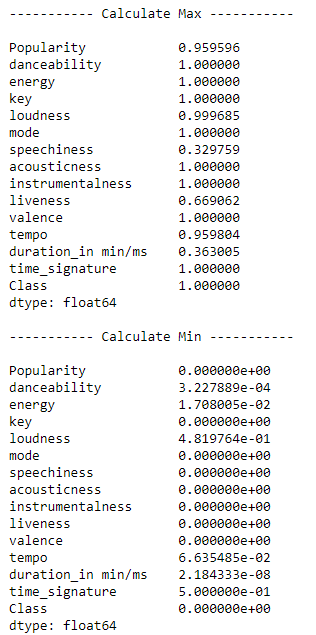 ----------- Calculate Max -----------
Popularity 0.959596
danceability 1.000000
energy 1.000000
key 1.000000
loudness 0.999685
mode 1.000000
speechiness 0.329759
acousticness 1.000000
instrumentalness 1.000000
liveness 0.669062
valence 1.000000
tempo 0.959804
duration_in min/ms 0.363005
time_signature 1.000000
Class 1.000000
dtype: float64
----------- Calculate Min -----------
Popularity 0.000000e+00
danceability 3.227889e-04
energy 1.708005e-02
key 0.000000e+00
loudness 4.819764e-01
mode 0.000000e+00
speechiness 0.000000e+00
acousticness 0.000000e+00
instrumentalness 0.000000e+00
liveness 0.000000e+00
valence 0.000000e+00
tempo 6.635485e-02
duration_in min/ms 2.184333e-08
time_signature 5.000000e-01
Class 0.000000e+00
dtype: float64